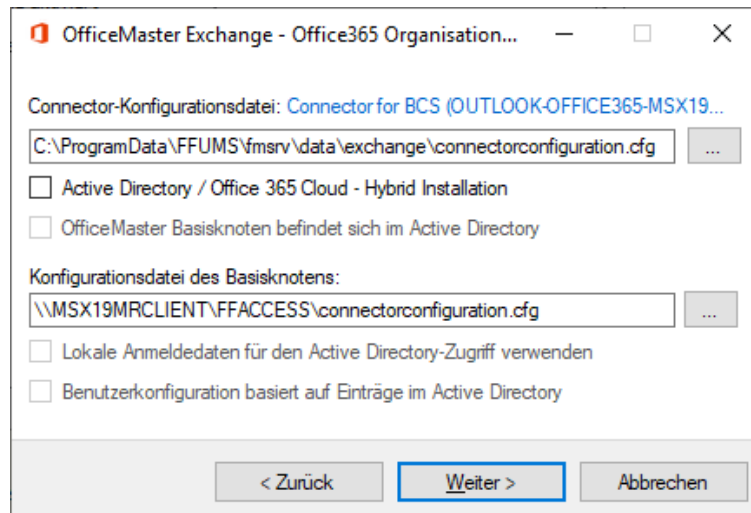 OfficeMaster Exchange - Office365 Organisation...
Connector-Konfigurationsdatei: Connector for BCS (OUTLOOK-OFFICE365-MSX19...
C:\ProgramData\FFUMS\fmsrv\data\exchange\connectorconfiguration.cfg
...
Active Directory / Office 365 Cloud - Hybrid Installation
OfficeMaster Basisknoten befindet sich im Active Directory
Konfigurationsdatei des Basisknotens:
\\MSX19MRCLIENT\FFACCESS\connectorconfiguration.cfg
...
Lokale Anmeldedaten für den Active Directory-Zugriff verwenden
Benutzerkonfiguration basiert auf Einträge im Active Directory
< Zurück
Weiter >
Abbrechen